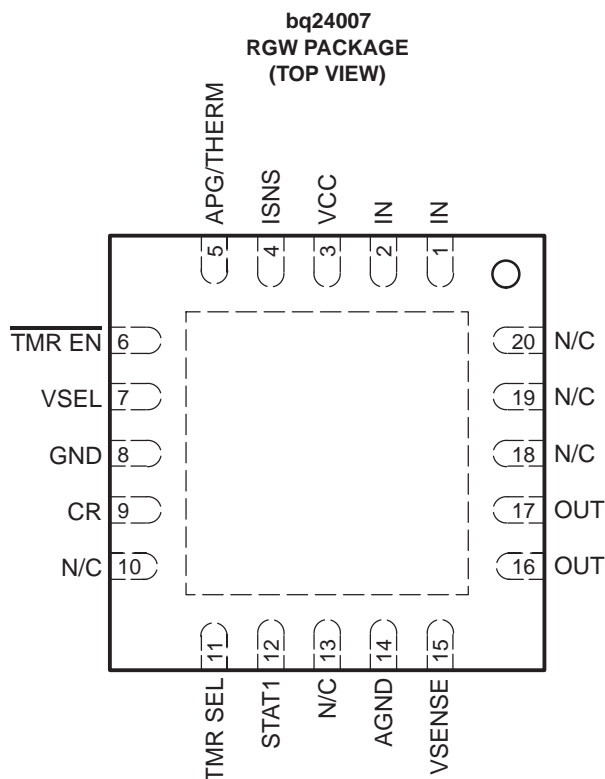 bq24007
RGW PACKAGE
(TOP VIEW)
APG/THERM
ISNS
VCC
IN
IN
5
4
3
2
1
TMR EN 6
VSEL 7
GND 8
CR 9
N/C 10
20 N/C
19 N/C
18 N/C
17 OUT
16 OUT
11
12
13
14
15
TMR SEL
STAT1
N/C
AGND
VSENSE